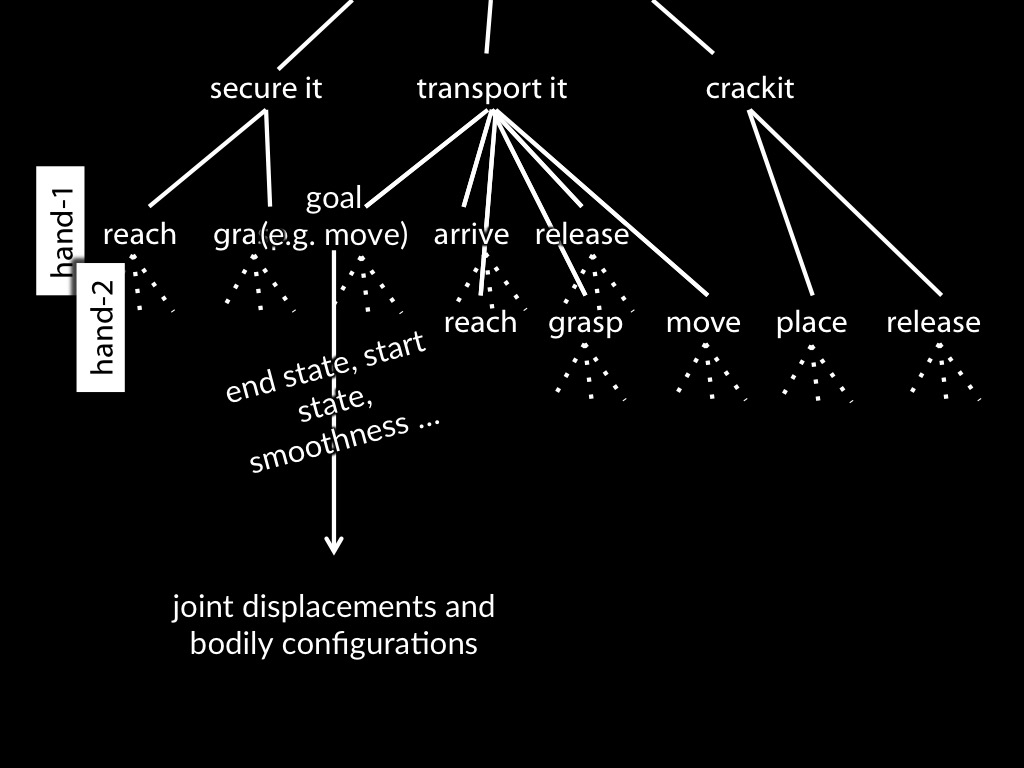 secure it
transport it
crackit
hand-1
goal
reach
gra
(e.g. move)
arrive
release
hand-2
reach
grasp
move
place
release
end state, start
state,
smoothness ...
joint displacements and
bodily configurations